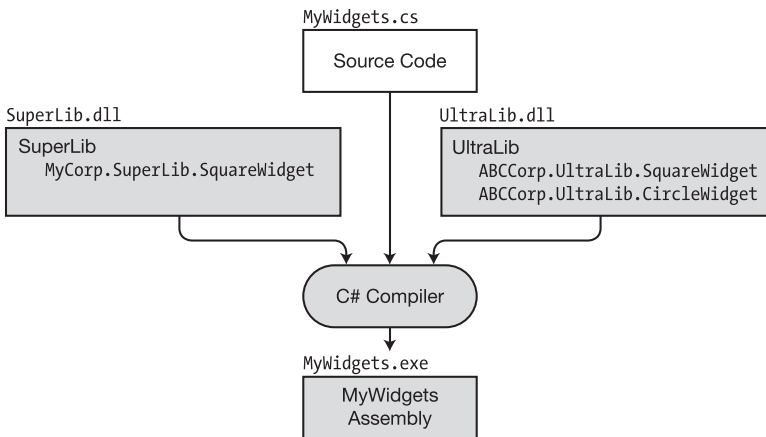 MyWidgets.cs
Source Code
SuperLib.dll
SuperLib
MyCorp.SuperLib.SquareWidget
UltraLib.dll
UltraLib
ABCCorp.UltraLib.SquareWidget
ABCCorp.UltraLib.CircleWidget
C# Compiler
MyWidgets.exe
MyWidgets
Assembly